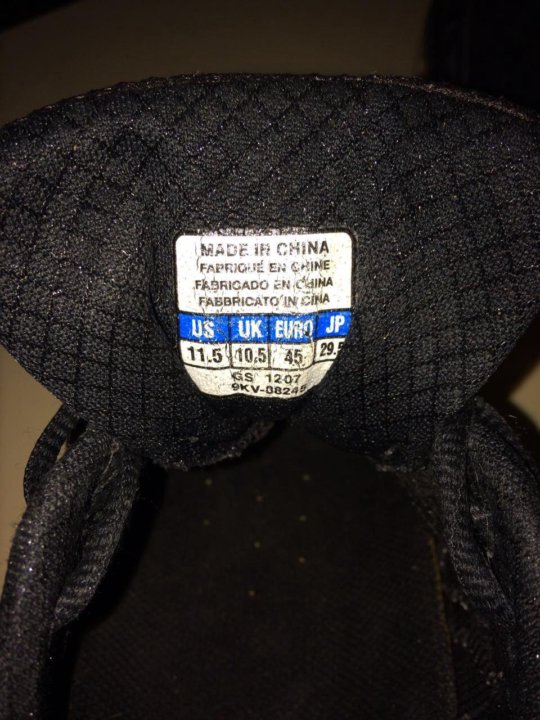 MADE IN CHINA
FABRIQUÉ EN CHINE
FABRICADO EN CHINA
FABBRICATO IN CINA
US UK EURO JP
11.5 10.5 45 29.5
GS 1207
9KV-08245